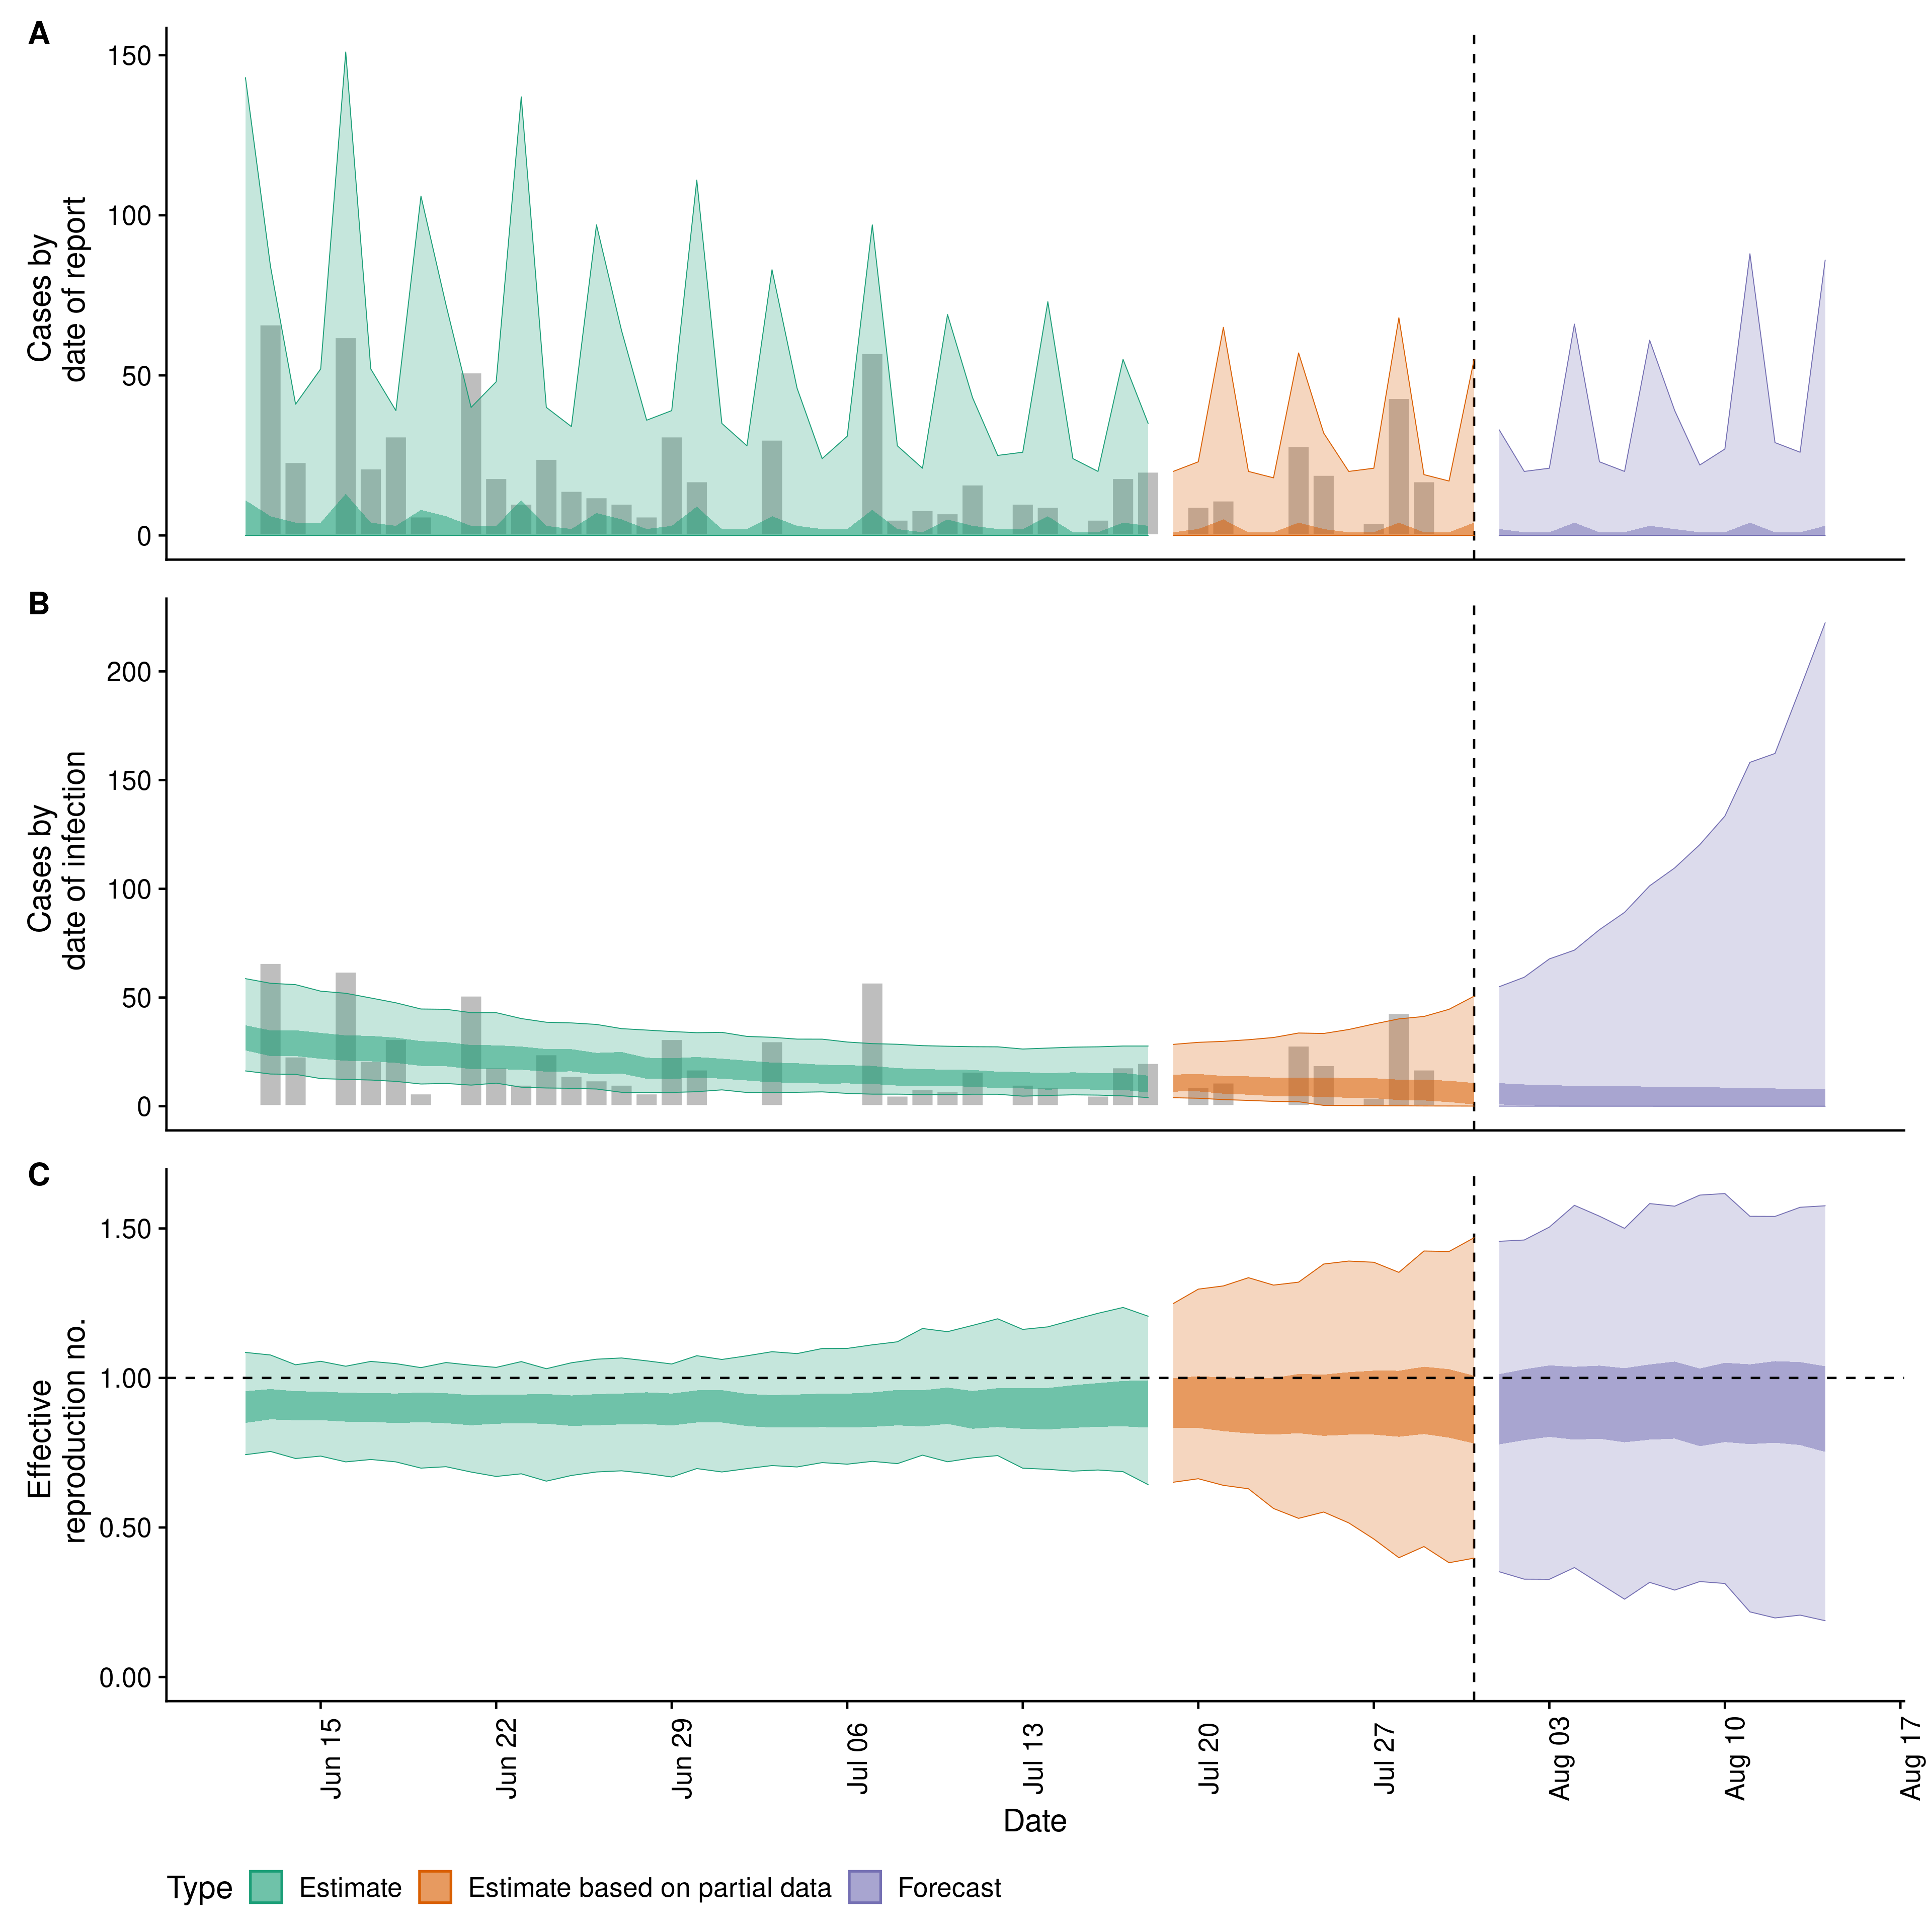 A
150
100
50
0
Cases by
date of report
B
200
150
100
50
0
Cases by
date of infection
C
1.50
1.00
0.50
0.00
Effective
reproduction no.
Jun 15
Jun 22
Jun 29
Jul 06
Jul 13
Jul 20
Jul 27
Aug 03
Aug 10
Aug 17
Date
Type
Estimate
Estimate based on partial data
Forecast